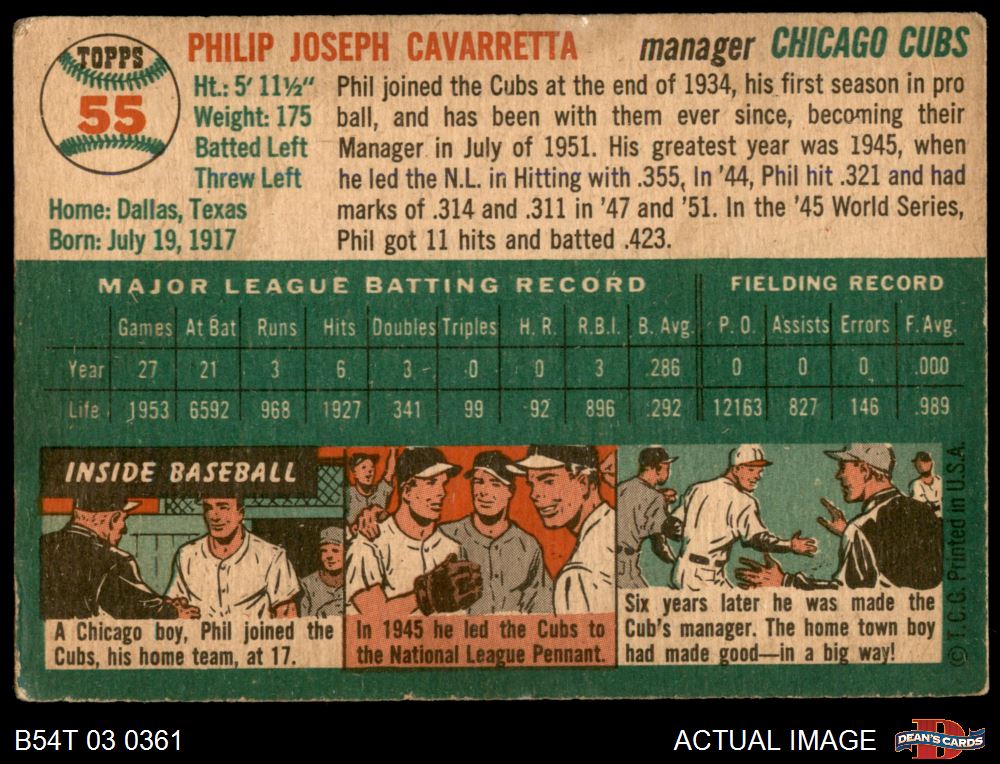 TOPPS
55
PHILIP JOSEPH CAVARRETTA
manager CHICAGO CUBS
Ht.: 5' 11½"
Weight: 175
Batted Left
Threw Left
Home: Dallas, Texas
Born: July 19, 1917
Phil joined the Cubs at the end of 1934, his first season in pro
ball, and has been with them ever since, becoming their
Manager in July of 1951. His greatest year was 1945, when
he led the N.L. in Hitting with .355, In '44, Phil hit .321 and had
marks of .314 and .311 in '47 and '51. In the '45 World Series,
Phil got 11 hits and batted .423.
MAJOR LEAGUE BATTING RECORD FIELDING RECORD
Games At Bat Runs Hits Doubles Triples H. R. R.B.I. B. Avg. P. O. Assists Errors F. Avg.
Year 27 21 3 6 3 0 0 3 .286 0 0 0 .000
Life 1953 6592 968 1927 341 99 92 896 .292 12163 827 146 .989
INSIDE BASEBALL
A Chicago boy, Phil joined the
Cubs, his home team, at 17.
In 1945 he led the Cubs to
the National League Pennant.
Six years later he was made the
Cub's manager. The home town boy
had made good—in a big way!
© T.C.G. Printed in U.S.A.
B54T 03 0361
ACTUAL IMAGE
DEAN'S CARDS